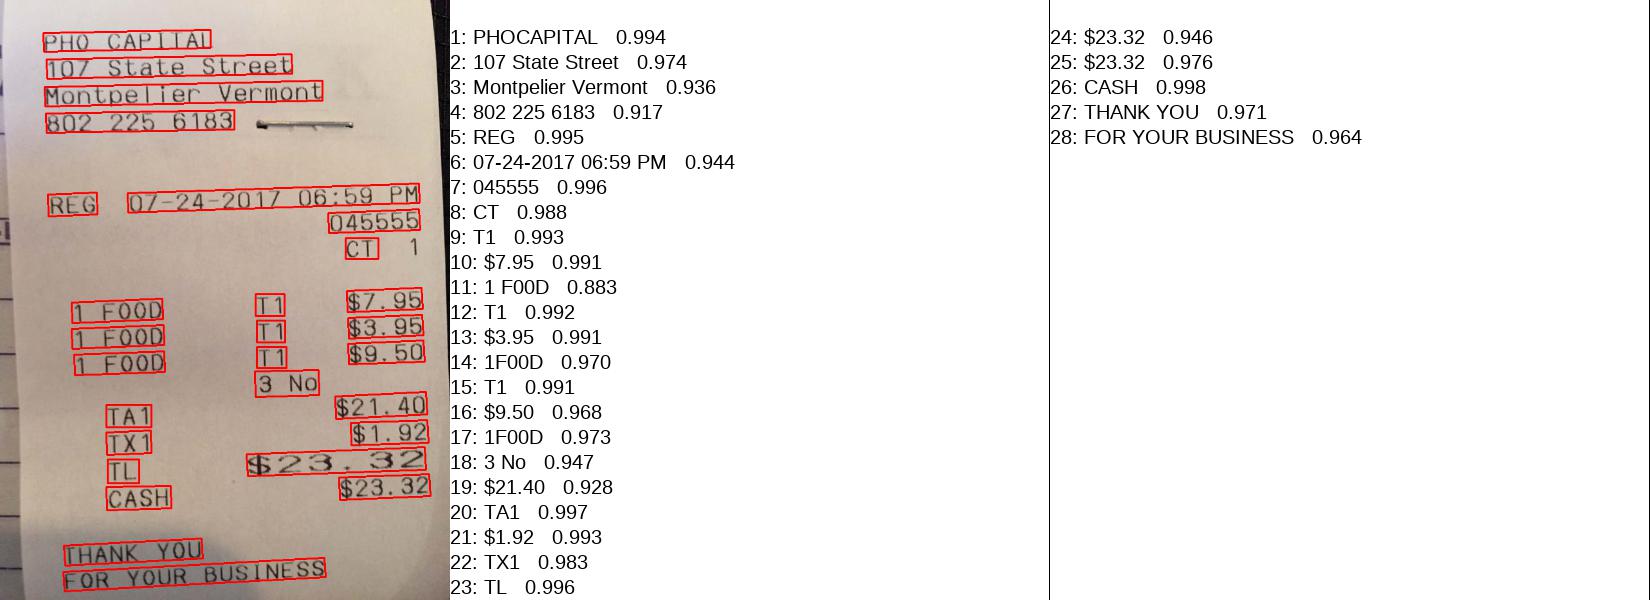 PHO CAPITAL
107 State Street
Montpelier Vermont
802 225 6183
REG 07-24-2017 06:59 PM
045555
CT 1
1 FOOD T1 $7.95
1 FOOD T1 $3.95
1 FOOD T1 $9.50
3 No
TA1 $21.40
TX1 $1.92
TL $23.32
CASH $23.32
THANK YOU
FOR YOUR BUSINESS
1: PHOCAPITAL 0.994
2: 107 State Street 0.974
3: Montpelier Vermont 0.936
4: 802 225 6183 0.917
5: REG 0.995
6: 07-24-2017 06:59 PM 0.944
7: 045555 0.996
8: CT 0.988
9: T1 0.993
10: $7.95 0.991
11: 1 F00D 0.883
12: T1 0.992
13: $3.95 0.991
14: 1F00D 0.970
15: T1 0.991
16: $9.50 0.968
17: 1F00D 0.973
18: 3 No 0.947
19: $21.40 0.928
20: TA1 0.997
21: $1.92 0.993
22: TX1 0.983
23: TL 0.996
24: $23.32 0.946
25: $23.32 0.976
26: CASH 0.998
27: THANK YOU 0.971
28: FOR YOUR BUSINESS 0.964